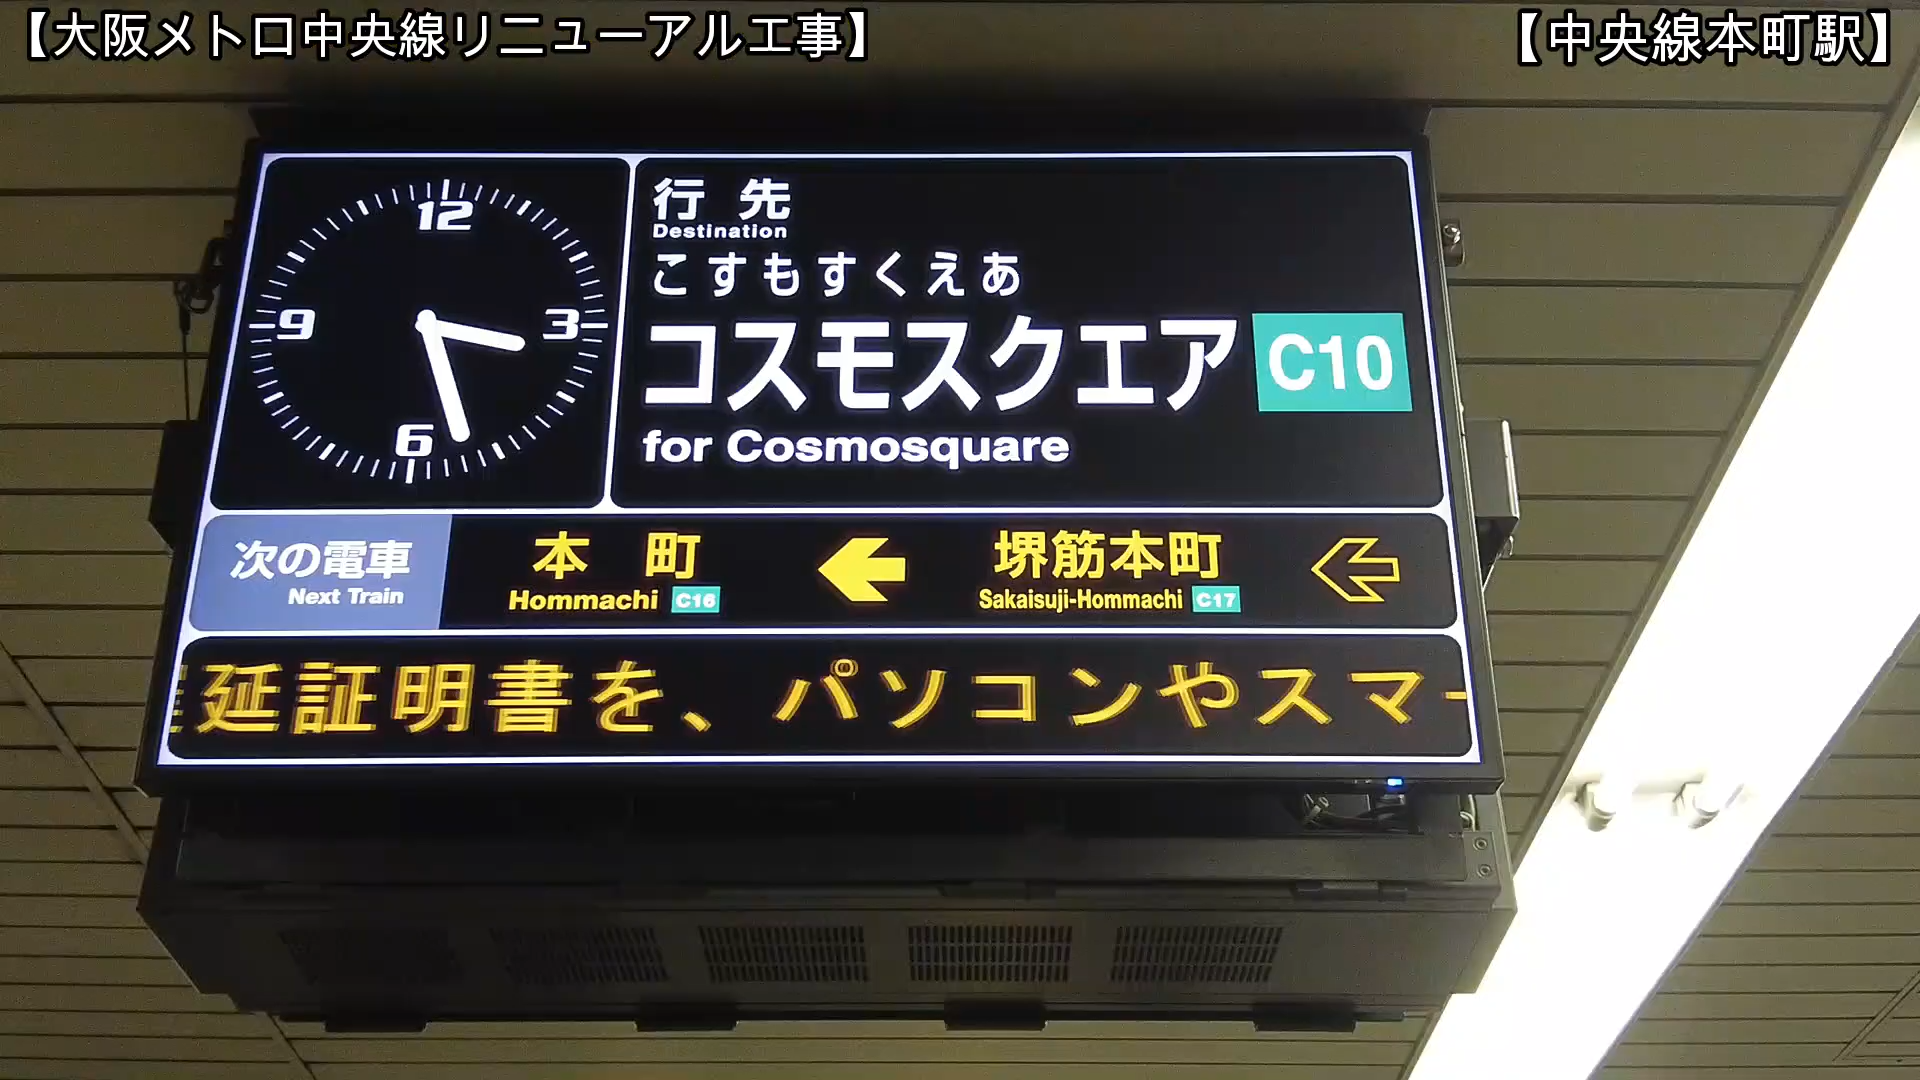 【大阪メトロ中央線リニューアル工事】
【中央線本町駅】
12
3
6
9
行先
Destination
こすもすくえあ
コスモスクエア C10
for Cosmosquare
次の電車
Next Train
本町
Hommachi C16
堺筋本町
Sakaisuji-Hommachi C17
延証明書を、パソコンやスマ